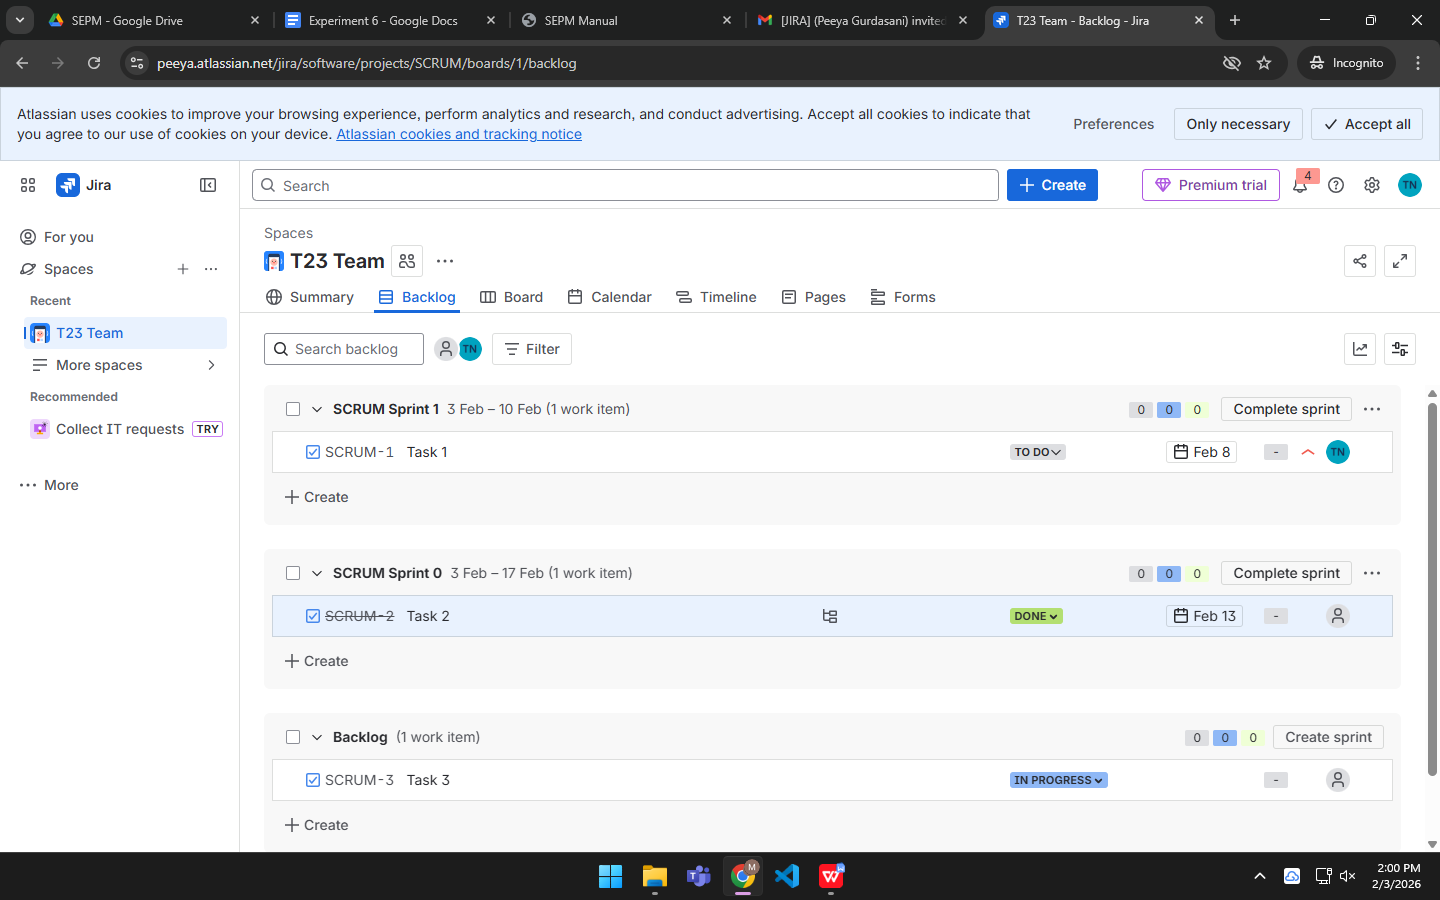 SEPM - Google Drive
Experiment 6 - Google Docs
SEPM Manual
[JIRA] (Peeya Gurdasani) invited
T23 Team - Backlog - Jira
peeya.atlassian.net/jira/software/projects/SCRUM/boards/1/backlog
Incognito
Atlassian uses cookies to improve your browsing experience, perform analytics and research, and conduct advertising. Accept all cookies to indicate that
you agree to our use of cookies on your device. Atlassian cookies and tracking notice
Preferences
Only necessary
Accept all
Jira
Search
Create
Premium trial
4
TN
For you
Spaces
Recent
T23 Team
More spaces
Recommended
Collect IT requests TRY
More
Spaces
T23 Team
Summary
Backlog
Board
Calendar
Timeline
Pages
Forms
Search backlog
TN
Filter
SCRUM Sprint 1 3 Feb – 10 Feb (1 work item)
0 0 0
Complete sprint
SCRUM-1 Task 1
TO DO
Feb 8
-
TN
Create
SCRUM Sprint 0 3 Feb – 17 Feb (1 work item)
0 0 0
Complete sprint
SCRUM-2 Task 2
DONE
Feb 13
-
Create
Backlog (1 work item)
0 0 0
Create sprint
SCRUM-3 Task 3
IN PROGRESS
-
Create
M
2:00 PM
2/3/2026